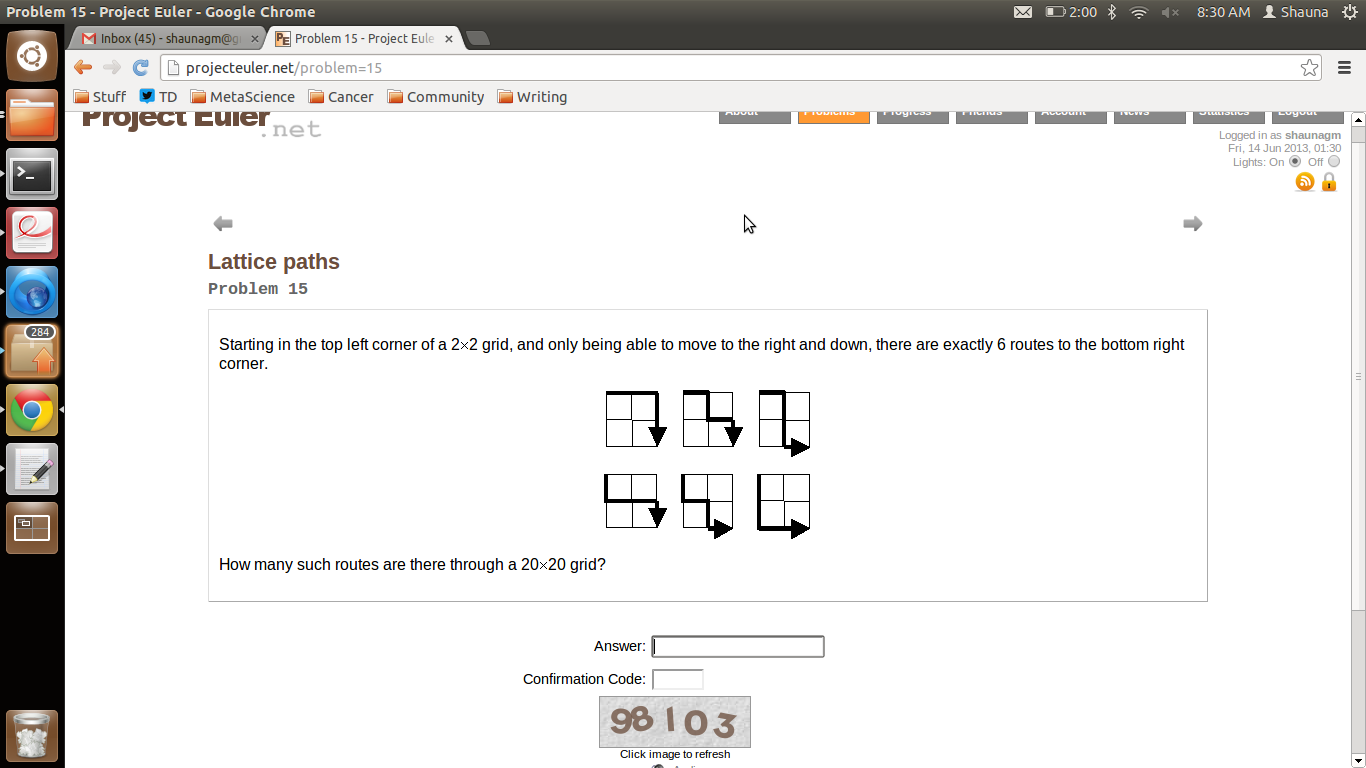 Problem 15 - Project Euler - Google Chrome
2:00
8:30 AM
Shauna
Inbox (45) - shaunagm@g
Problem 15 - Project Eule
projecteuler.net/problem=15
Stuff
TD
MetaScience
Cancer
Community
Writing
Project Euler
.net
About
Problems
Progress
Friends
Account
News
Statistics
Logout
Logged in as shaunagm
Fri, 14 Jun 2013, 01:30
Lights: On
Off
284
Lattice paths
Problem 15
Starting in the top left corner of a 2×2 grid, and only being able to move to the right and down, there are exactly 6 routes to the bottom right
corner.
How many such routes are there through a 20×20 grid?
Answer:
Confirmation Code:
98103
Click image to refresh